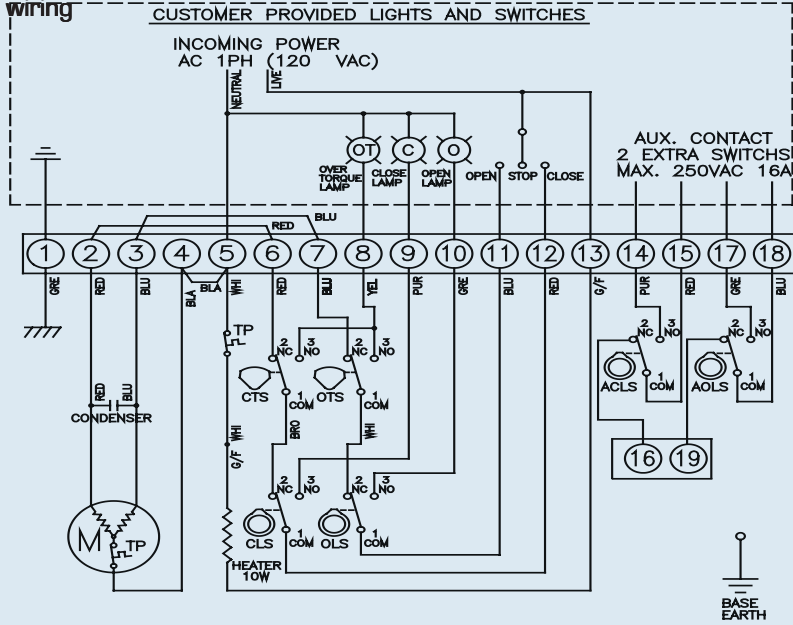 wiring
CUSTOMER PROVIDED LIGHTS AND SWITCHES
INCOMING POWER
AC 1PH (120 VAC)
NEUTRAL
LIVE
OT
C
O
OVER
TORQUE
LAMP
CLOSE
LAMP
OPEN
LAMP
OPEN
STOP
CLOSE
AUX. CONTACT
2 EXTRA SWITCHS
MAX. 250VAC 16A
BLU
RED
1 2 3 4 5 6 7 8 9 10 11 12 13 14 15 17 18
GRE
RED
BLU
BLA
BLA
WHI
RED
BLU
YEL
PUR
GRE
BLU
RED
G/F
PUR
RED
GRE
BLU
TP
2
NC
3
NO
CTS
1
COM
2
NC
3
NO
OTS
1
COM
2
NC
3
NO
ACLS
1
COM
2
NC
3
NO
AOLS
1
COM
RED
BLU
CONDENSER
WHI
G/F
BRO
WHI
16 19
2
NC
3
NO
CLS
1
COM
2
NC
3
NO
OLS
1
COM
M
TP
HEATER
10W
BASE
EARTH